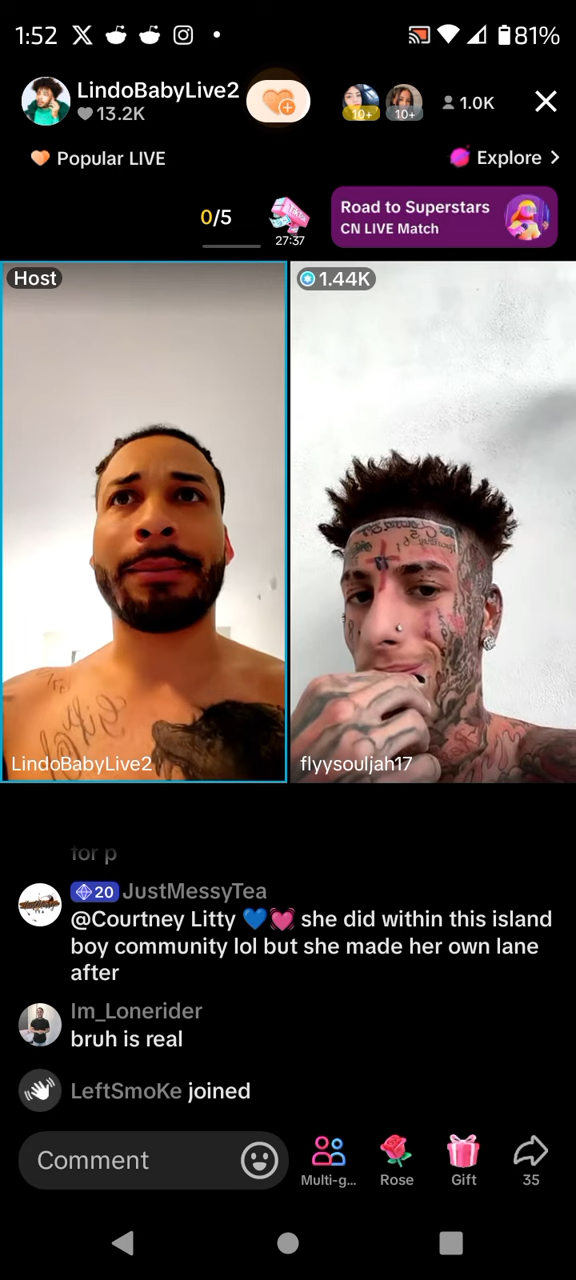 1:52
81%
LindoBabyLive2
13.2K
10+
10+
1.0K
Popular LIVE
Explore
0/5
27:37
Road to Superstars
CN LIVE Match
Host
1.44K
LindoBabyLive2
flyysouljah17
for p
20 JustMessyTea
@Courtney Litty 💙💓 she did within this island
boy community lol but she made her own lane
after
Im_Lonerider
bruh is real
LeftSmoKe joined
Comment
Multi-g...
Rose
Gift
35